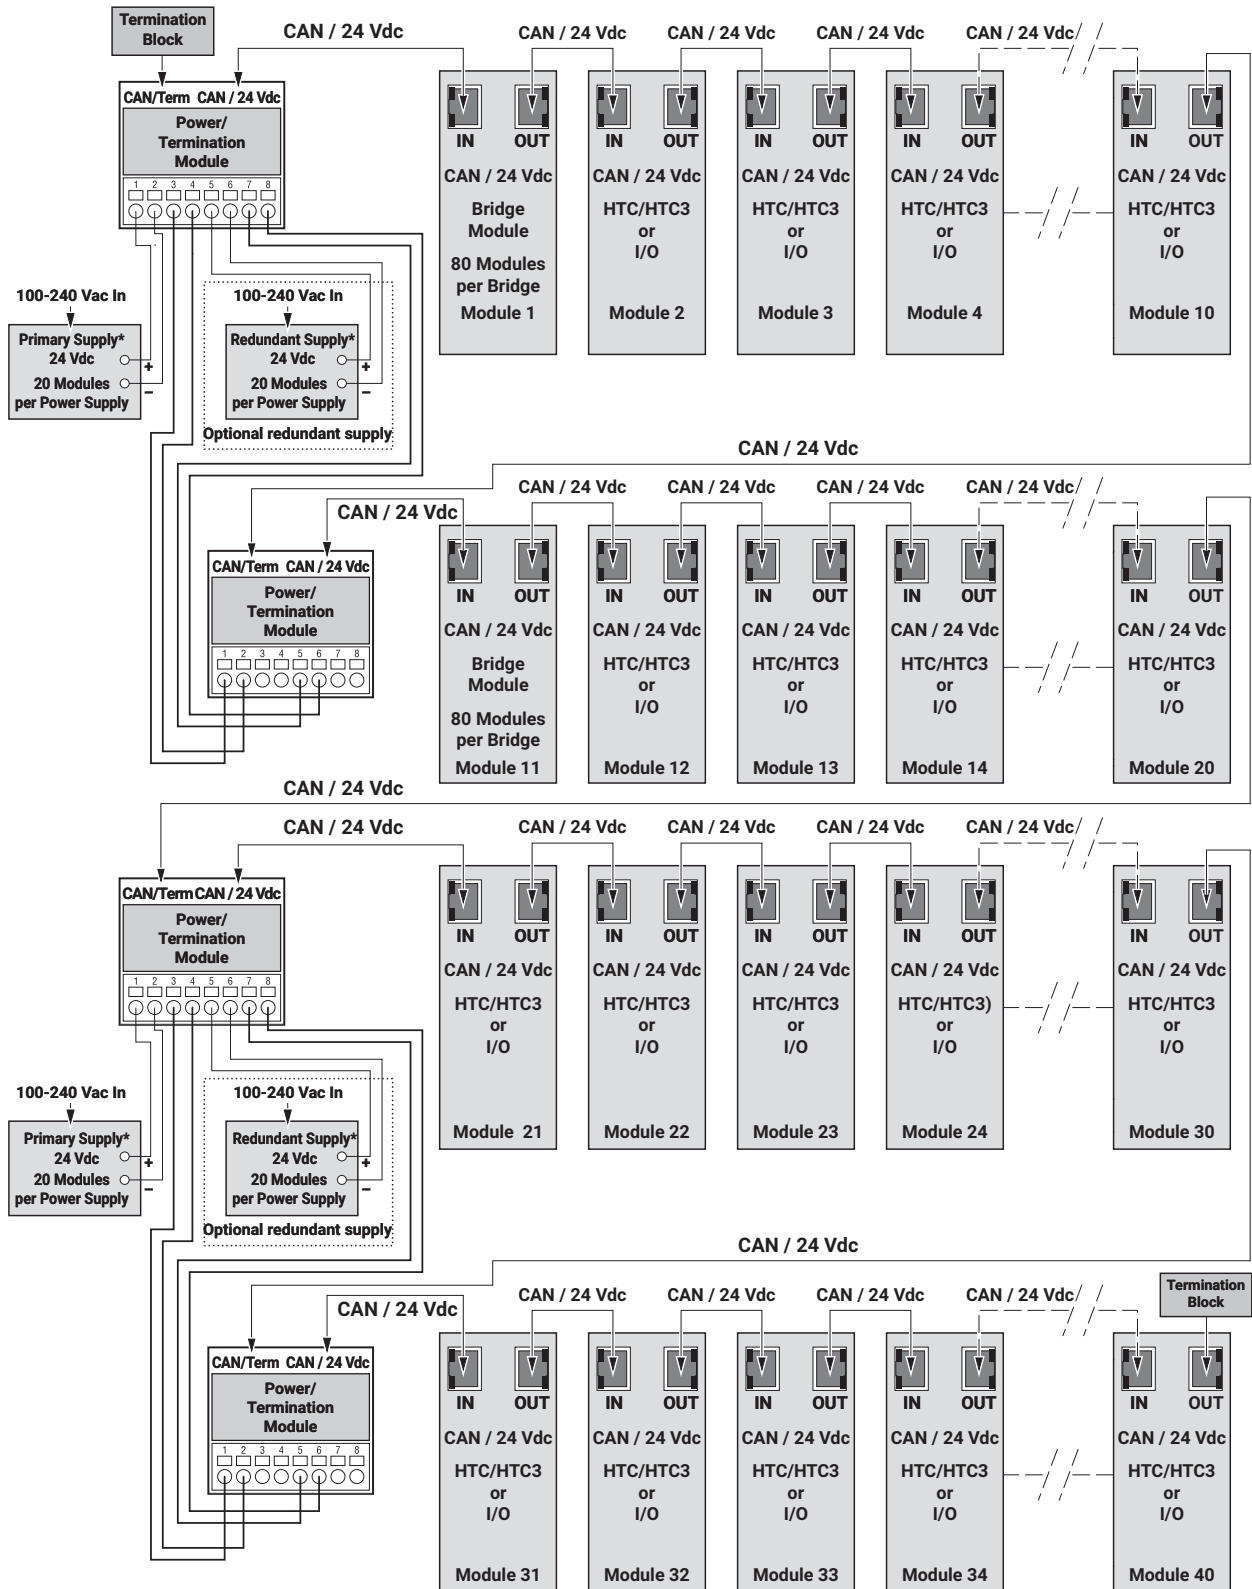 Termination
Block
CAN / 24 Vdc
CAN / 24 Vdc
CAN / 24 Vdc
CAN / 24 Vdc
CAN / 24 Vdc
CAN/Term CAN / 24 Vdc
Power/
Termination
Module
1 2 3 4 5 6 7 8
100-240 Vac In
Primary Supply*
24 Vdc
+
20 Modules
–
per Power Supply
100-240 Vac In
Redundant Supply*
24 Vdc
+
20 Modules
–
per Power Supply
Optional redundant supply
IN OUT
CAN / 24 Vdc
Bridge
Module
80 Modules
per Bridge
Module 1
IN OUT
CAN / 24 Vdc
HTC/HTC3
or
I/O
Module 2
IN OUT
CAN / 24 Vdc
HTC/HTC3
or
I/O
Module 3
IN OUT
CAN / 24 Vdc
HTC/HTC3
or
I/O
Module 4
IN OUT
CAN / 24 Vdc
HTC/HTC3
or
I/O
Module 10
CAN / 24 Vdc
CAN / 24 Vdc
CAN / 24 Vdc
CAN / 24 Vdc
CAN / 24 Vdc
CAN / 24 Vdc
CAN/Term CAN / 24 Vdc
Power/
Termination
Module
1 2 3 4 5 6 7 8
IN OUT
CAN / 24 Vdc
Bridge
Module
80 Modules
per Bridge
Module 11
IN OUT
CAN / 24 Vdc
HTC/HTC3
or
I/O
Module 12
IN OUT
CAN / 24 Vdc
HTC/HTC3
or
I/O
Module 13
IN OUT
CAN / 24 Vdc
HTC/HTC3
or
I/O
Module 14
IN OUT
CAN / 24 Vdc
HTC/HTC3
or
I/O
Module 20
CAN / 24 Vdc
CAN / 24 Vdc
CAN / 24 Vdc
CAN / 24 Vdc
CAN / 24 Vdc
CAN / 24 Vdc
CAN/Term CAN / 24 Vdc
Power/
Termination
Module
1 2 3 4 5 6 7 8
100-240 Vac In
Primary Supply*
24 Vdc
+
20 Modules
–
per Power Supply
100-240 Vac In
Redundant Supply*
24 Vdc
+
20 Modules
–
per Power Supply
Optional redundant supply
IN OUT
CAN / 24 Vdc
HTC/HTC3
or
I/O
Module 21
IN OUT
CAN / 24 Vdc
HTC/HTC3
or
I/O
Module 22
IN OUT
CAN / 24 Vdc
HTC/HTC3
or
I/O
Module 23
IN OUT
CAN / 24 Vdc
HTC/HTC3)
or
I/O
Module 24
IN OUT
CAN / 24 Vdc
HTC/HTC3
or
I/O
Module 30
CAN / 24 Vdc
CAN / 24 Vdc
CAN / 24 Vdc
CAN / 24 Vdc
CAN / 24 Vdc
CAN / 24 Vdc
Termination
Block
CAN/Term CAN / 24 Vdc
Power/
Termination
Module
1 2 3 4 5 6 7 8
IN OUT
CAN / 24 Vdc
HTC/HTC3
or
I/O
Module 31
IN OUT
CAN / 24 Vdc
HTC/HTC3
or
I/O
Module 32
IN OUT
CAN / 24 Vdc
HTC/HTC3
or
I/O
Module 33
IN OUT
CAN / 24 Vdc
HTC/HTC3
or
I/O
Module 34
IN OUT
CAN / 24 Vdc
HTC/HTC3
or
I/O
Module 40